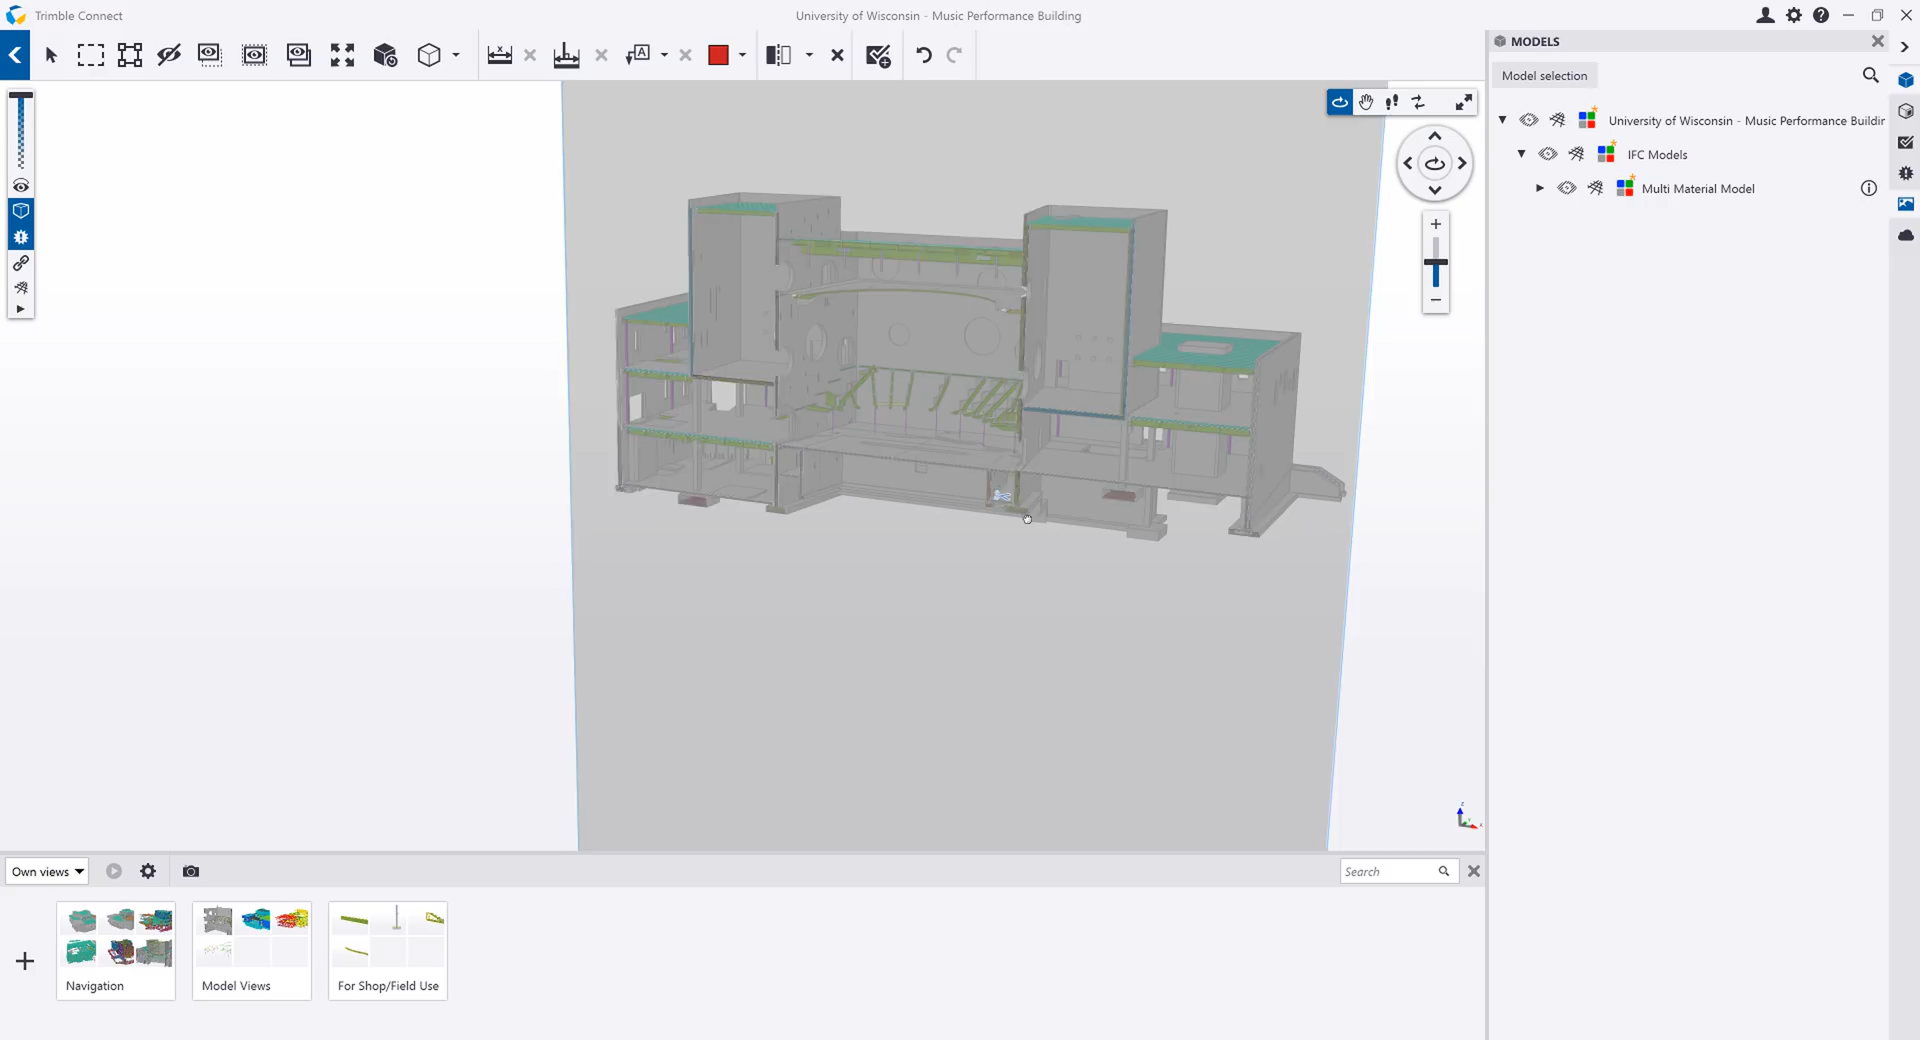 Trimble Connect
University of Wisconsin - Music Performance Building
MODELS
Model selection
University of Wisconsin - Music Performance Buildin
IFC Models
Multi Material Model
Own views
Search
Navigation
Model Views
For Shop/Field Use